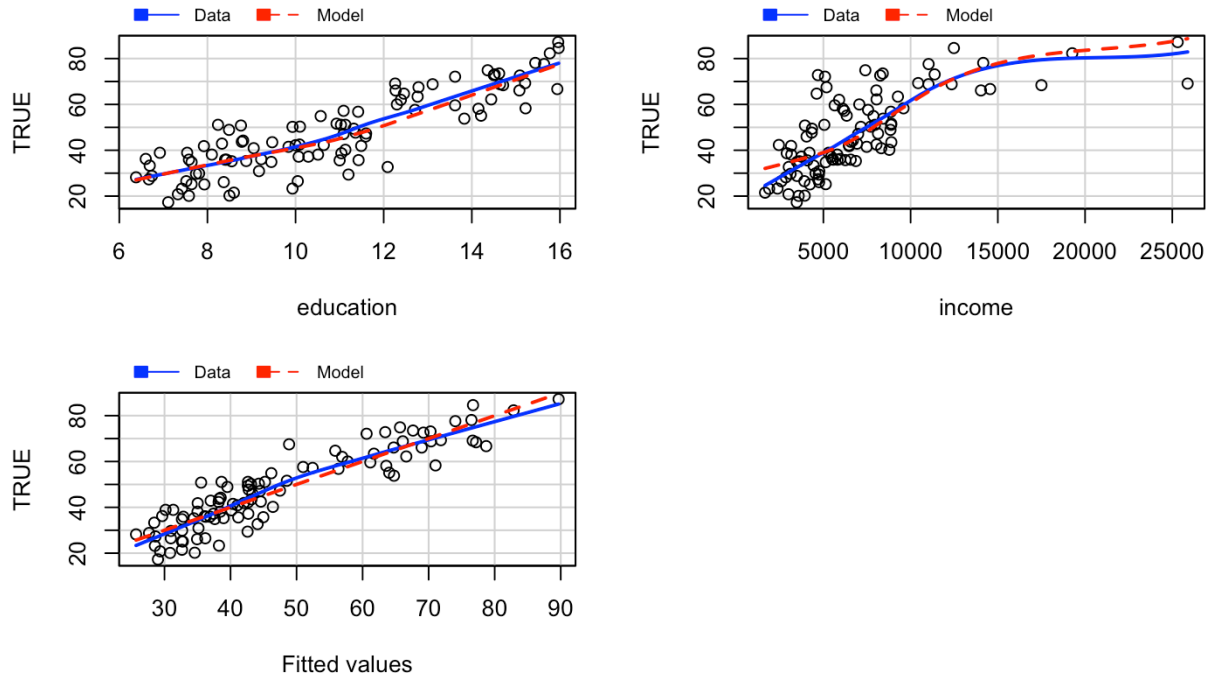 Data Model
TRUE
80
60
40
20
6 8 10 12 14 16
education
Data Model
TRUE
80
60
40
20
5000 10000 15000 20000 25000
income
Data Model
TRUE
80
60
40
20
30 40 50 60 70 80 90
Fitted values